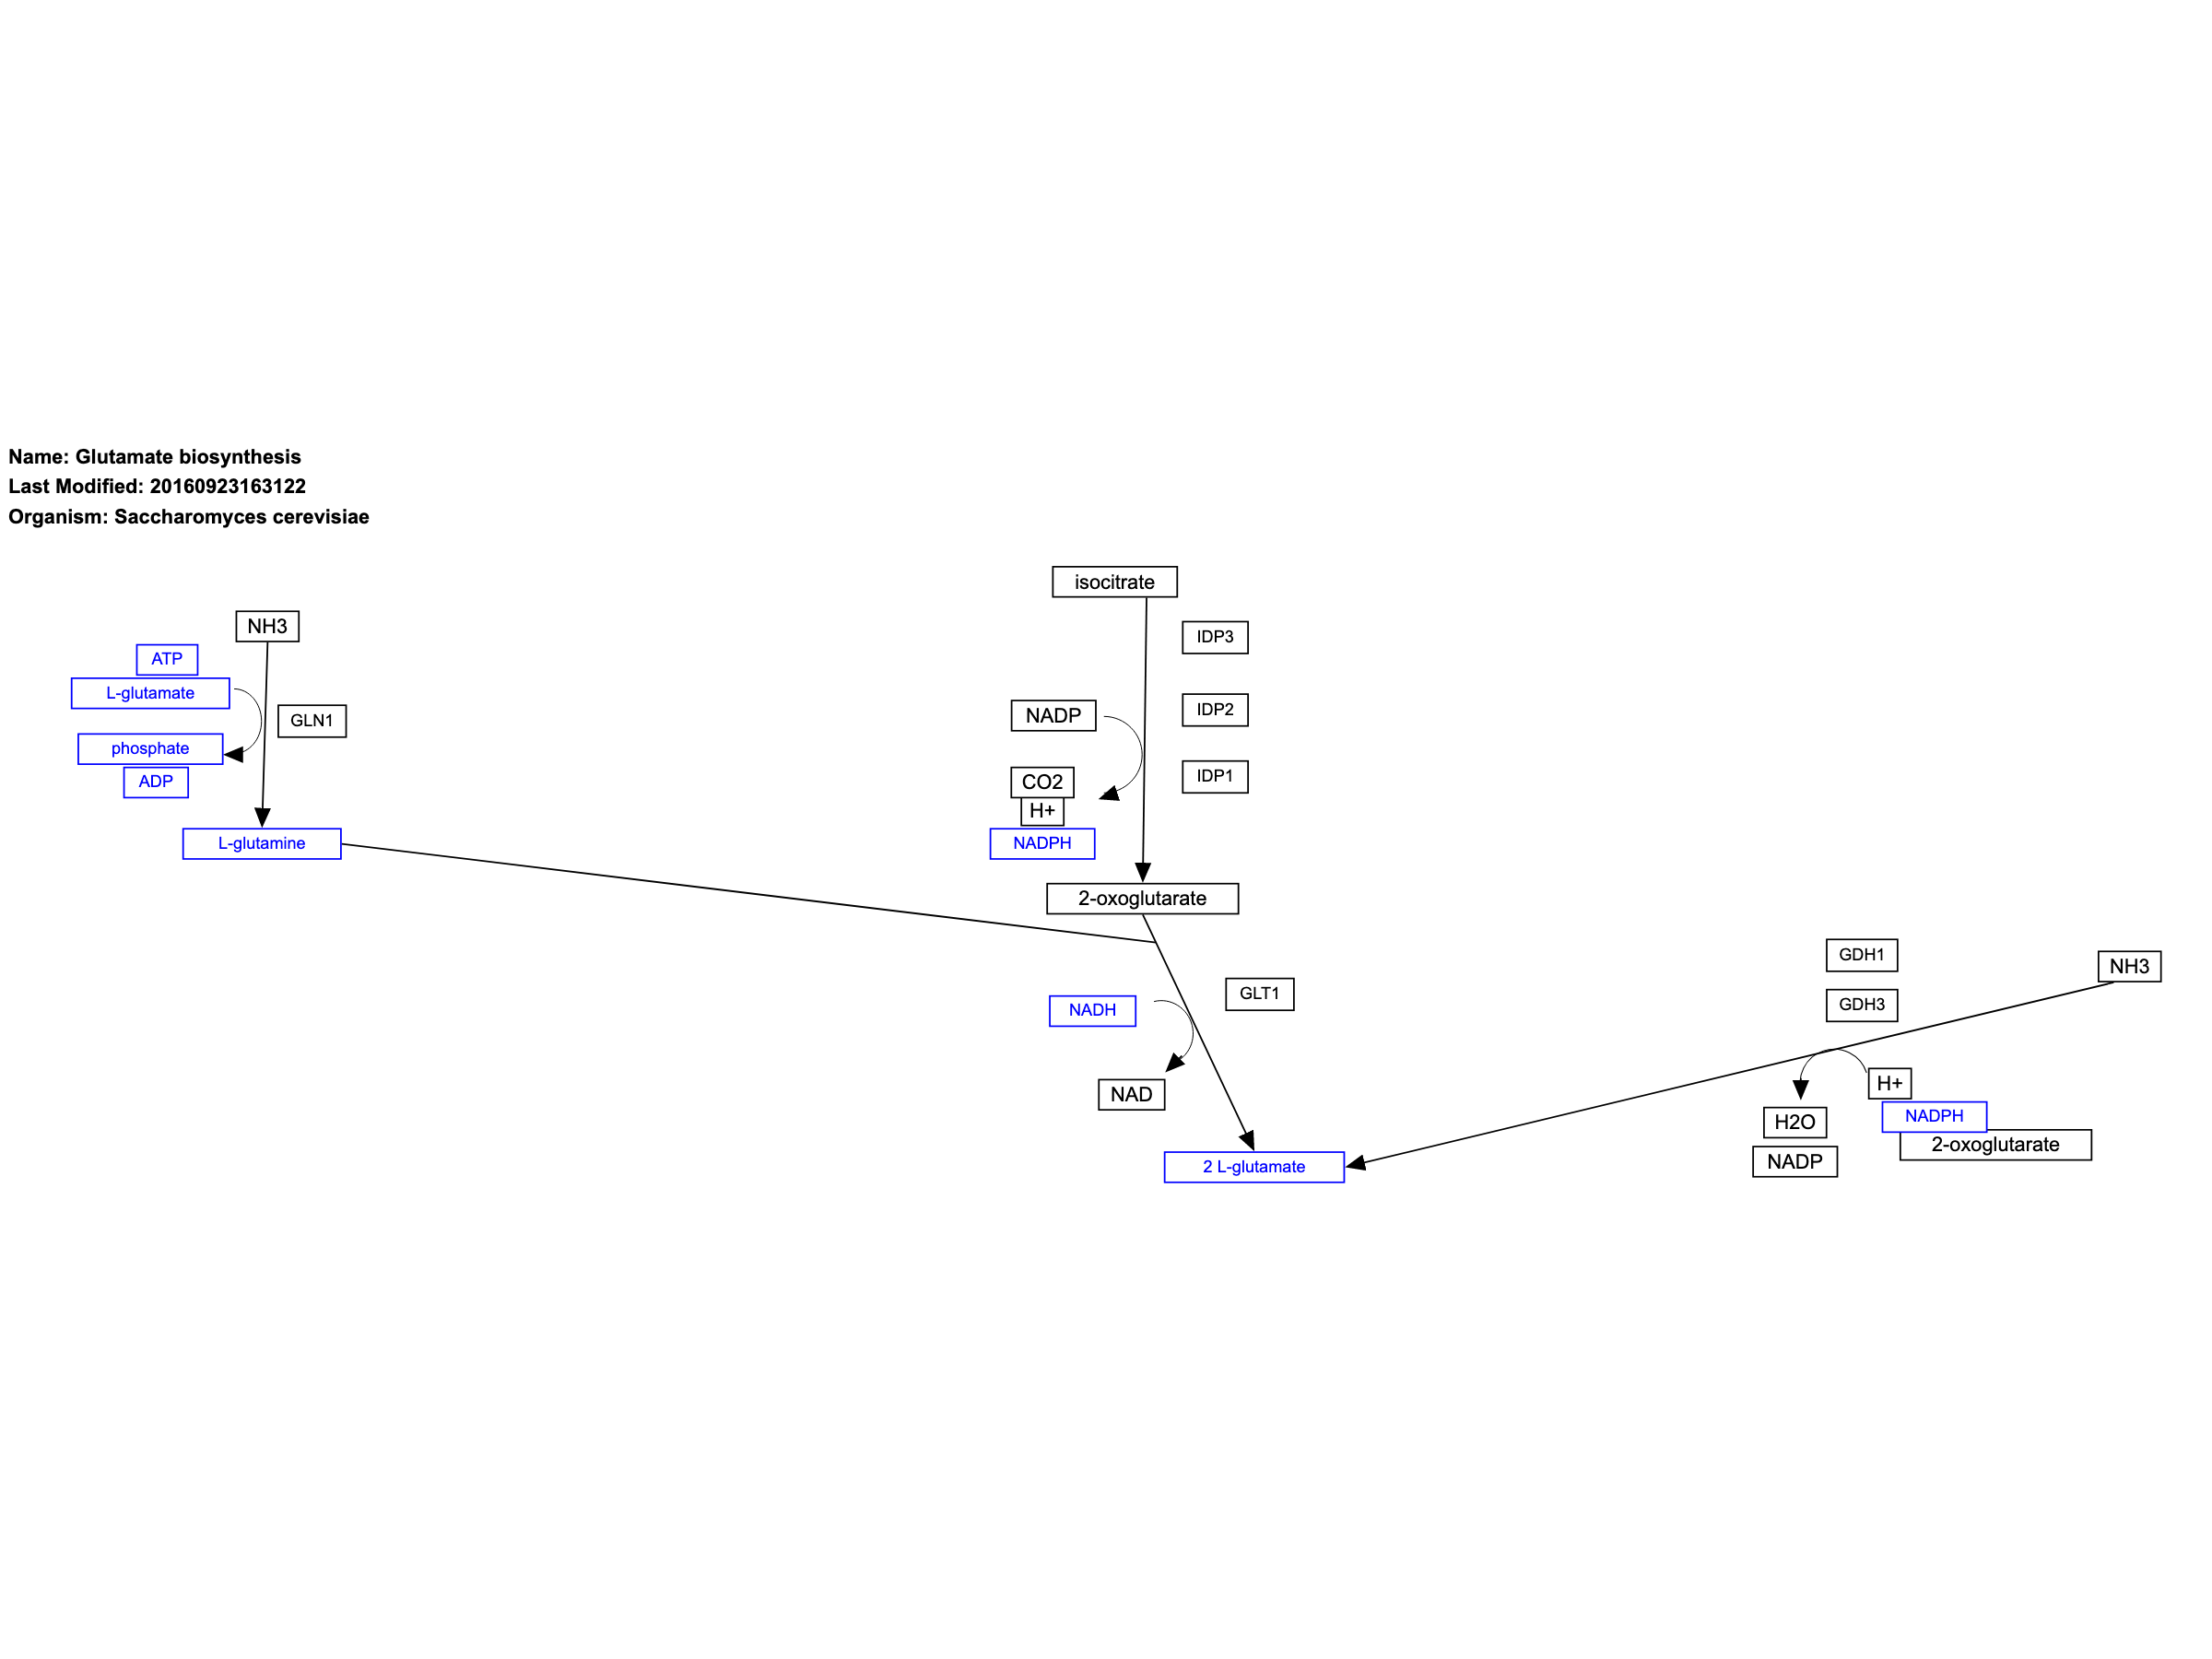 Name: Glutamate biosynthesis
Last Modified: 20160923163122
Organism: Saccharomyces cerevisiae
isocitrate
NH3
IDP3
ATP
L-glutamate
GLN1
NADP
IDP2
phosphate
ADP
CO2
IDP1
H+
L-glutamine
NADPH
2-oxoglutarate
GDH1
NH3
NADH
GLT1
GDH3
NAD
H+
H2O
NADPH
2-oxoglutarate
NADP
2 L-glutamate